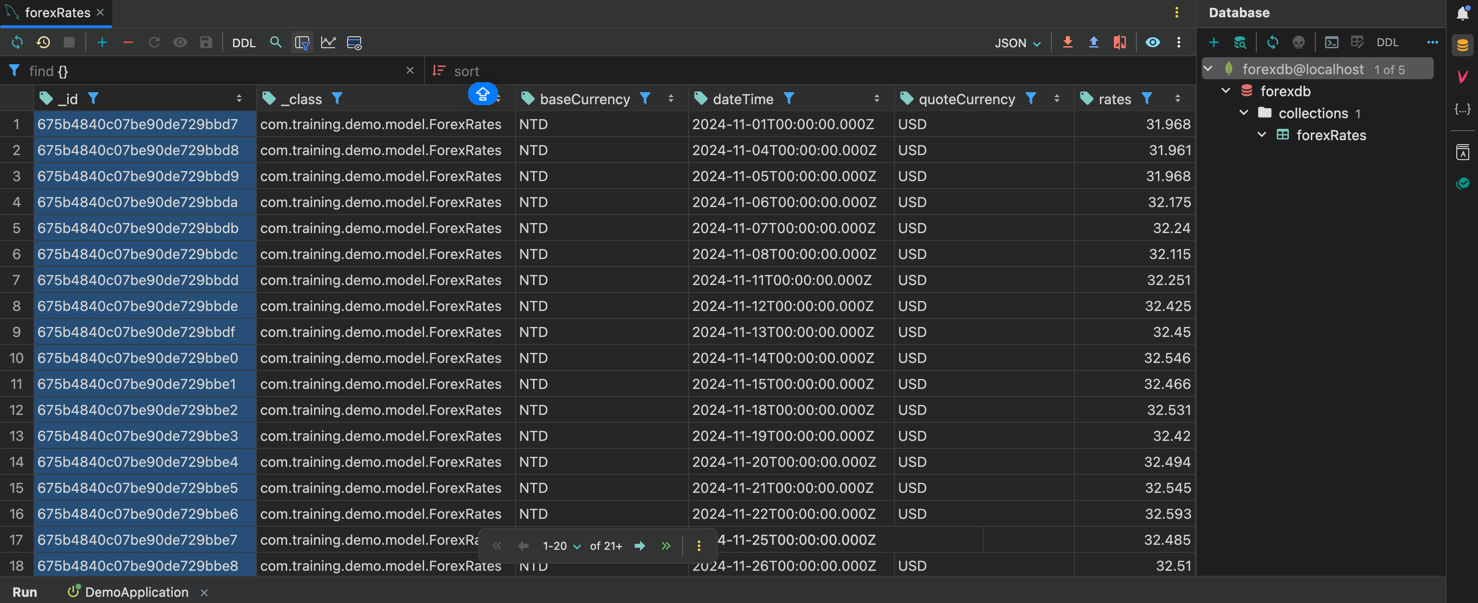 forexRates
Database
DDL
JSON
DDL
find {}
sort
forexdb@localhost 1 of 5
forexdb
collections 1
forexRates
_id _class baseCurrency dateTime quoteCurrency rates
1 675b4840c07be90de729bbd7 com.training.demo.model.ForexRates NTD 2024-11-01T00:00:00.000Z USD 31.968
2 675b4840c07be90de729bbd8 com.training.demo.model.ForexRates NTD 2024-11-04T00:00:00.000Z USD 31.961
3 675b4840c07be90de729bbd9 com.training.demo.model.ForexRates NTD 2024-11-05T00:00:00.000Z USD 31.968
4 675b4840c07be90de729bbda com.training.demo.model.ForexRates NTD 2024-11-06T00:00:00.000Z USD 32.175
5 675b4840c07be90de729bbdb com.training.demo.model.ForexRates NTD 2024-11-07T00:00:00.000Z USD 32.24
6 675b4840c07be90de729bbdc com.training.demo.model.ForexRates NTD 2024-11-08T00:00:00.000Z USD 32.115
7 675b4840c07be90de729bbdd com.training.demo.model.ForexRates NTD 2024-11-11T00:00:00.000Z USD 32.251
8 675b4840c07be90de729bbde com.training.demo.model.ForexRates NTD 2024-11-12T00:00:00.000Z USD 32.425
9 675b4840c07be90de729bbdf com.training.demo.model.ForexRates NTD 2024-11-13T00:00:00.000Z USD 32.45
10 675b4840c07be90de729bbe0 com.training.demo.model.ForexRates NTD 2024-11-14T00:00:00.000Z USD 32.546
11 675b4840c07be90de729bbe1 com.training.demo.model.ForexRates NTD 2024-11-15T00:00:00.000Z USD 32.466
12 675b4840c07be90de729bbe2 com.training.demo.model.ForexRates NTD 2024-11-18T00:00:00.000Z USD 32.531
13 675b4840c07be90de729bbe3 com.training.demo.model.ForexRates NTD 2024-11-19T00:00:00.000Z USD 32.42
14 675b4840c07be90de729bbe4 com.training.demo.model.ForexRates NTD 2024-11-20T00:00:00.000Z USD 32.494
15 675b4840c07be90de729bbe5 com.training.demo.model.ForexRates NTD 2024-11-21T00:00:00.000Z USD 32.545
16 675b4840c07be90de729bbe6 com.training.demo.model.ForexRates NTD 2024-11-22T00:00:00.000Z USD 32.593
17 675b4840c07be90de729bbe7 com.training.demo.model.ForexRa 4-11-25T00:00:00.000Z 32.485
1-20 of 21+
18 675b4840c07be90de729bbe8 com.training.demo.model.ForexRates NTD 2024-11-26T00:00:00.000Z USD 32.51
Run DemoApplication